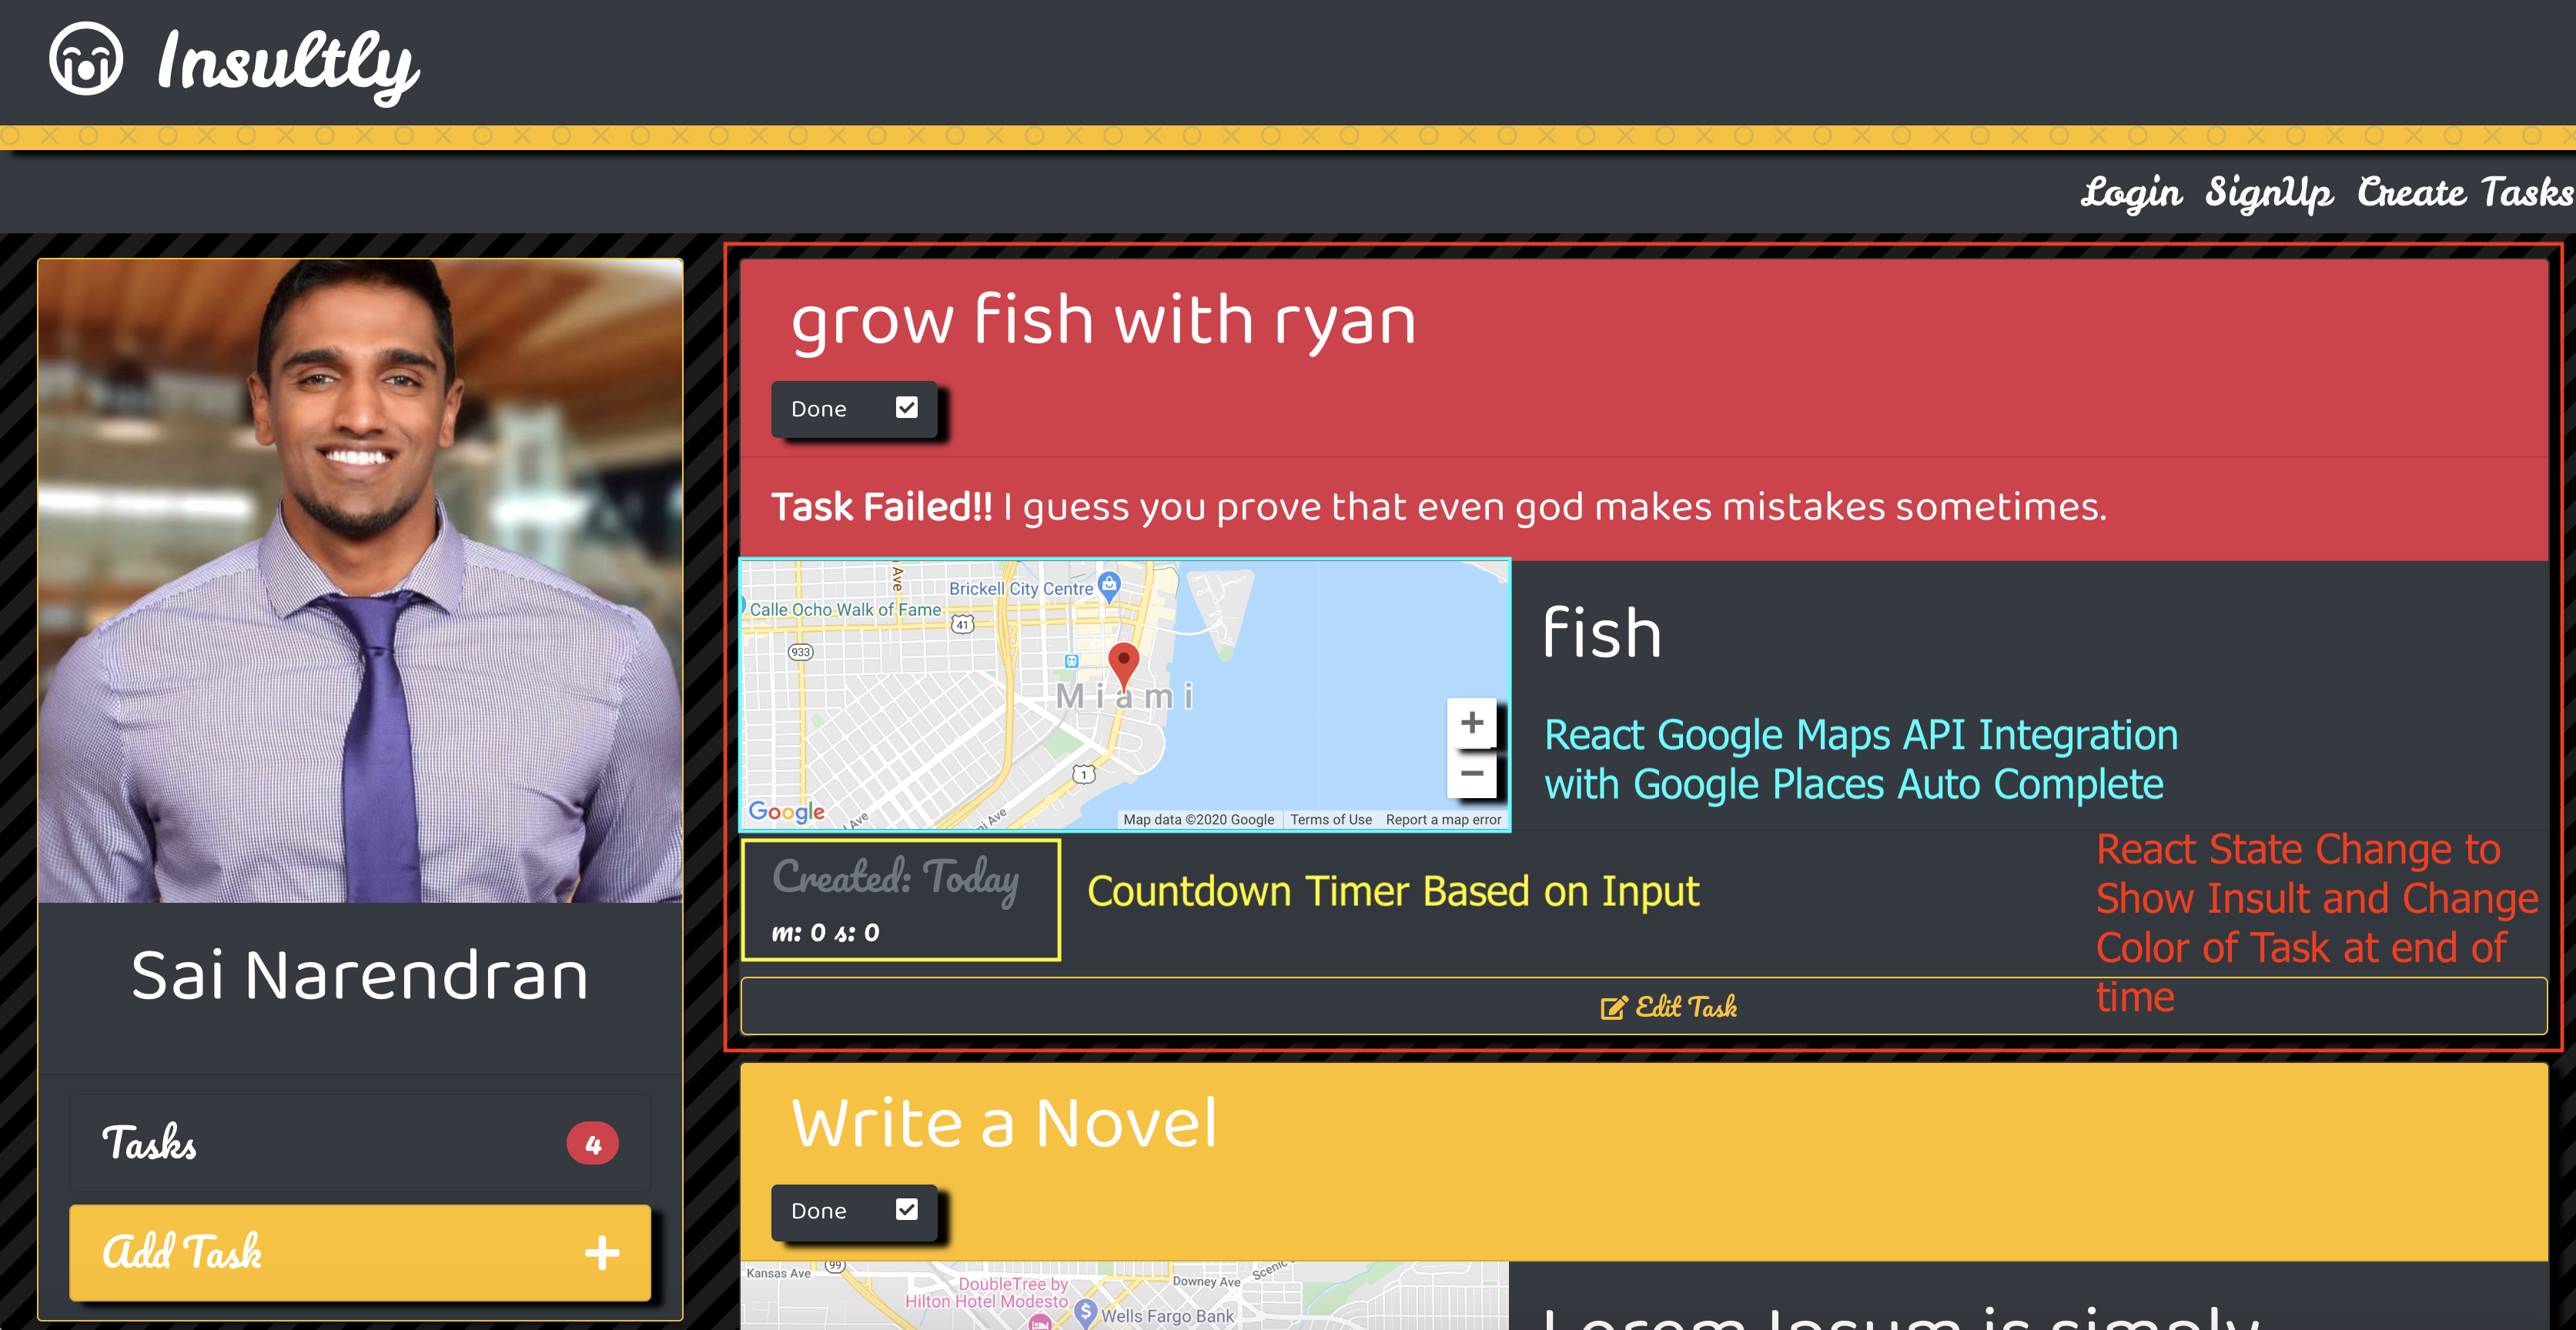 Insultly
Login SignUp Create Tasks
grow fish with ryan
Done
Task Failed!! I guess you prove that even god makes mistakes sometimes.
Ave
Brickell City Centre
Calle Ocho Walk of Fame
41
933
Miami
1
+
−
Google
Ave
Ave
Map data ©2020 Google Terms of Use Report a map error
fish
React Google Maps API Integration
with Google Places Auto Complete
Created: Today
m: 0 s: 0
Countdown Timer Based on Input
React State Change to
Show Insult and Change
Color of Task at end of
time
Edit Task
Sai Narendran
Tasks 4
Add Task +
Write a Novel
Done
Kansas Ave
99
DoubleTree by
Hilton Hotel Modesto
Downey Ave
Scenic
Wells Fargo Bank
Lorem Ipsum is simply